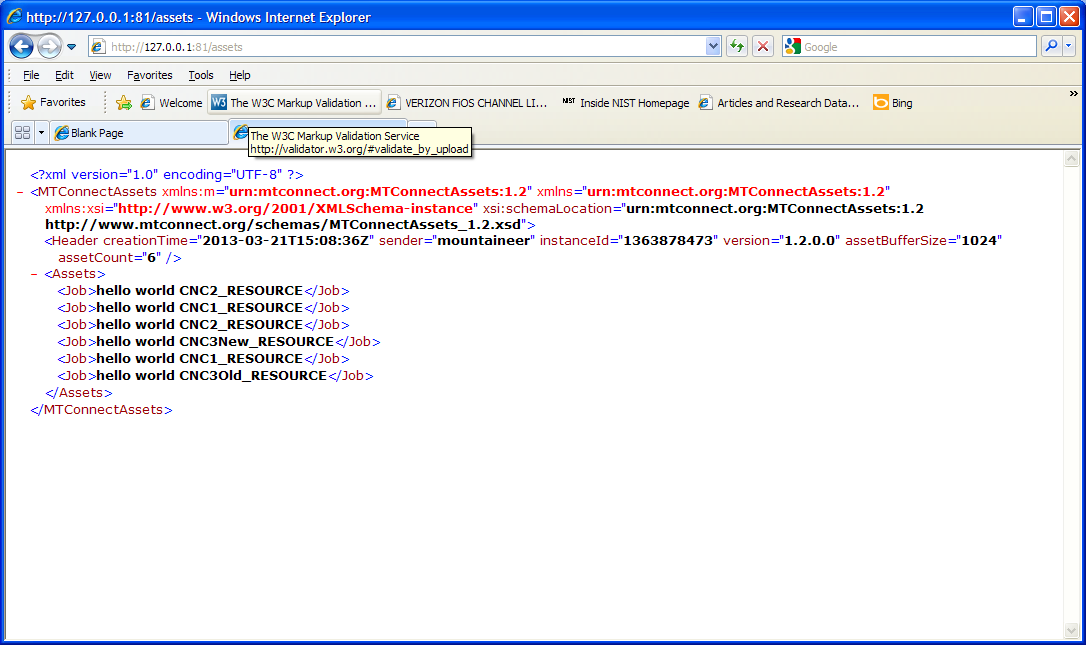 http://127.0.0.1:81/assets - Windows Internet Explorer
http://127.0.0.1:81/assets
Google
File Edit View Favorites Tools Help
Favorites Welcome The W3C Markup Validation ... VERIZON FiOS CHANNEL LI... NIST Inside NIST Homepage Articles and Research Data... Bing »
Blank Page
The W3C Markup Validation Service
http://validator.w3.org/#validate_by_upload
<?xml version="1.0" encoding="UTF-8" ?>
- <MTConnectAssets xmlns:m="urn:mtconnect.org:MTConnectAssets:1.2" xmlns="urn:mtconnect.org:MTConnectAssets:1.2"
xmlns:xsi="http://www.w3.org/2001/XMLSchema-instance" xsi:schemaLocation="urn:mtconnect.org:MTConnectAssets:1.2
http://www.mtconnect.org/schemas/MTConnectAssets_1.2.xsd">
<Header creationTime="2013-03-21T15:08:36Z" sender="mountaineer" instanceId="1363878473" version="1.2.0.0" assetBufferSize="1024"
assetCount="6" />
- <Assets>
<Job>hello world CNC2_RESOURCE</Job>
<Job>hello world CNC1_RESOURCE</Job>
<Job>hello world CNC2_RESOURCE</Job>
<Job>hello world CNC3New_RESOURCE</Job>
<Job>hello world CNC1_RESOURCE</Job>
<Job>hello world CNC3Old_RESOURCE</Job>
</Assets>
</MTConnectAssets>